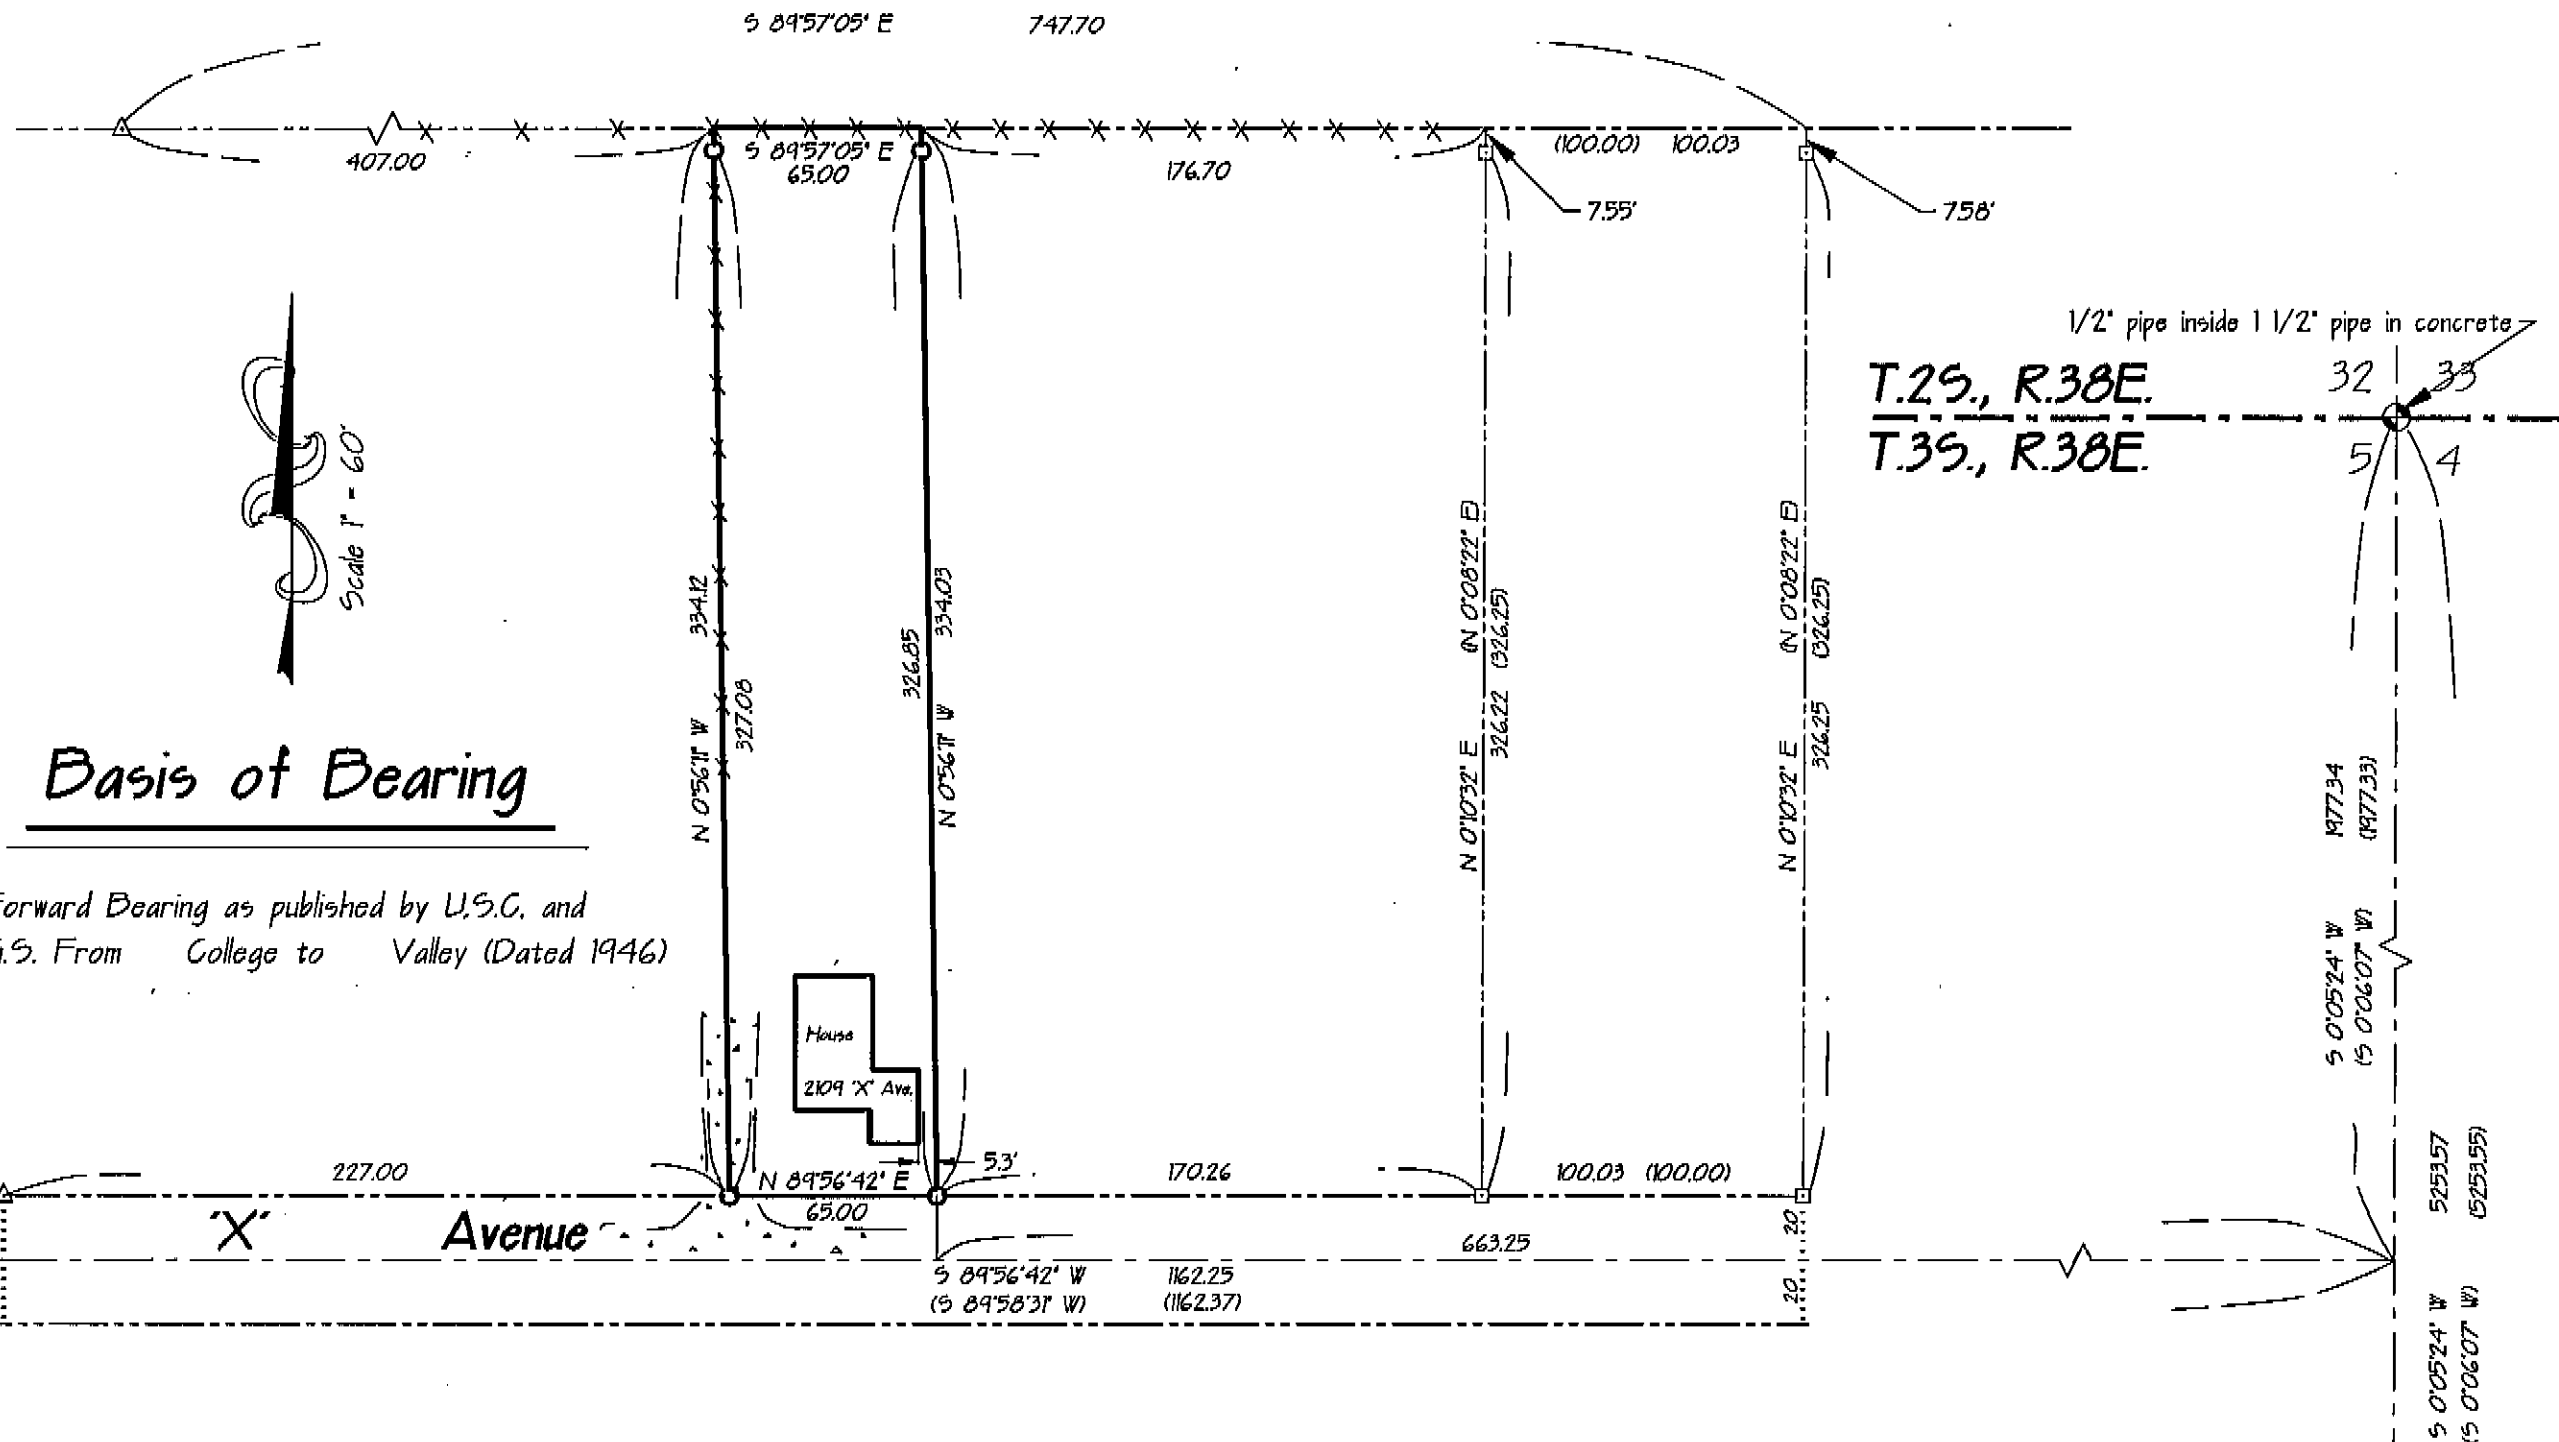 S 89°57'05" E 747.70
407.00
S 89°57'05" E
65.00
176.70
(100.00) 100.03
7.55'
7.58'
1/2" pipe inside 1 1/2" pipe in concrete
T.2S., R.38E.
32 33
T.3S., R.38E.
5 4
Scale 1" = 60'
N 0°56'11" W 334.12
327.08
326.85
N 0°56'11" W 334.03
N 0°10'32" E (N 0°08'22" E)
326.22 (326.25)
N 0°10'32" E (N 0°08'22" E)
326.25 (326.25)
S 0°05'24" W 1977.34
(S 0°06'07" W) (1977.33)
Basis of Bearing
Forward Bearing as published by U.S.C. and
G.S. From College to Valley (Dated 1946)
House
2109 'X' Ave.
5.3'
227.00
N 89°56'42" E
65.00
170.26
100.03 (100.00)
"X" Avenue
20
20
663.25
S 89°56'42" W 1162.25
(S 89°58'31" W) (1162.37)
S 0°05'24" W 5253.57
(S 0°06'07" W) (5253.55)